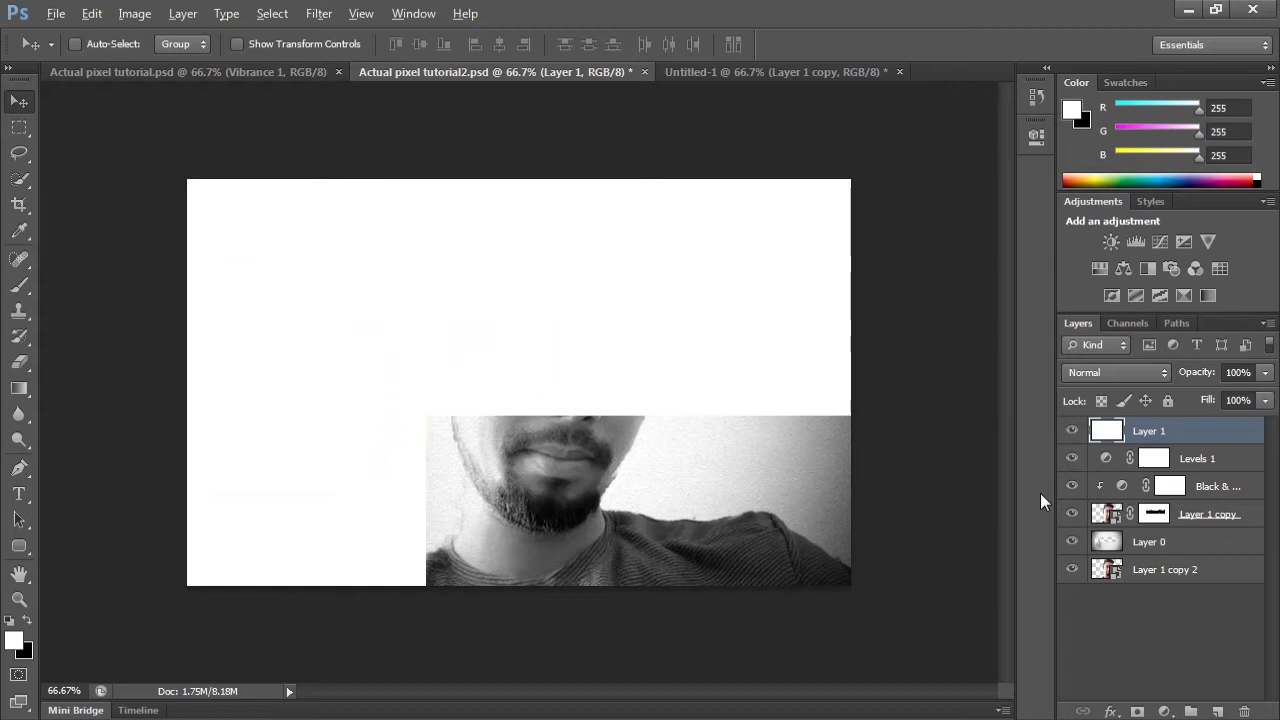 Ps File Edit Image Layer Type Select Filter View Window Help
Auto-Select: Group Show Transform Controls Essentials
Actual pixel tutorial.psd @ 66.7% (Vibrance 1, RGB/8) × Actual pixel tutorial2.psd @ 66.7% (Layer 1, RGB/8) * × Untitled-1 @ 66.7% (Layer 1 copy, RGB/8) * ×
Color Swatches
R 255
G 255
B 255
Adjustments Styles
Add an adjustment
Layers Channels Paths
Kind
Normal Opacity: 100%
Lock: Fill: 100%
Layer 1
Levels 1
Black & ...
Layer 1 copy
Layer 0
Layer 1 copy 2
66.67% Doc: 1.75M/8.18M
Mini Bridge Timeline